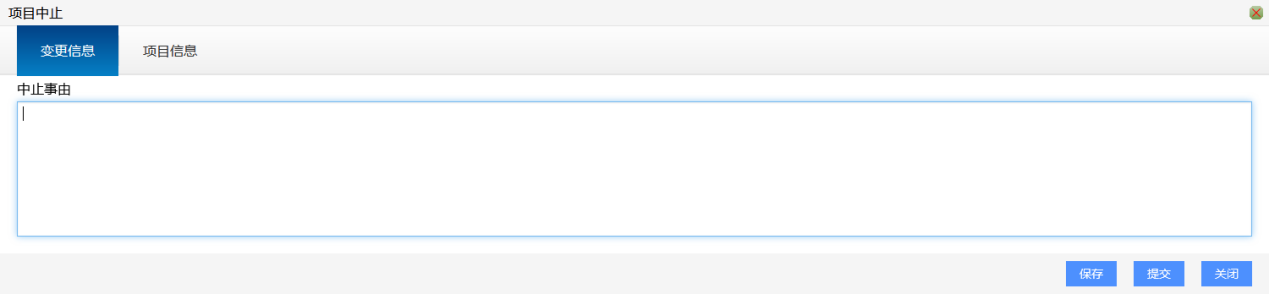 项目中止
变更信息 项目信息
中止事由
保存 提交 关闭